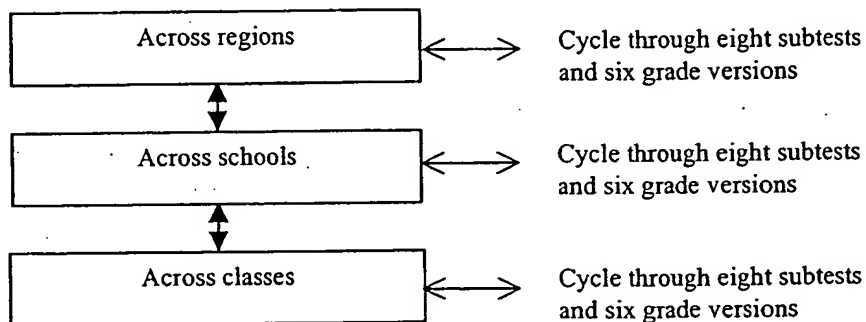 Across regions
Cycle through eight subtests
and six grade versions
Across schools
Cycle through eight subtests
and six grade versions
Across classes
Cycle through eight subtests
and six grade versions